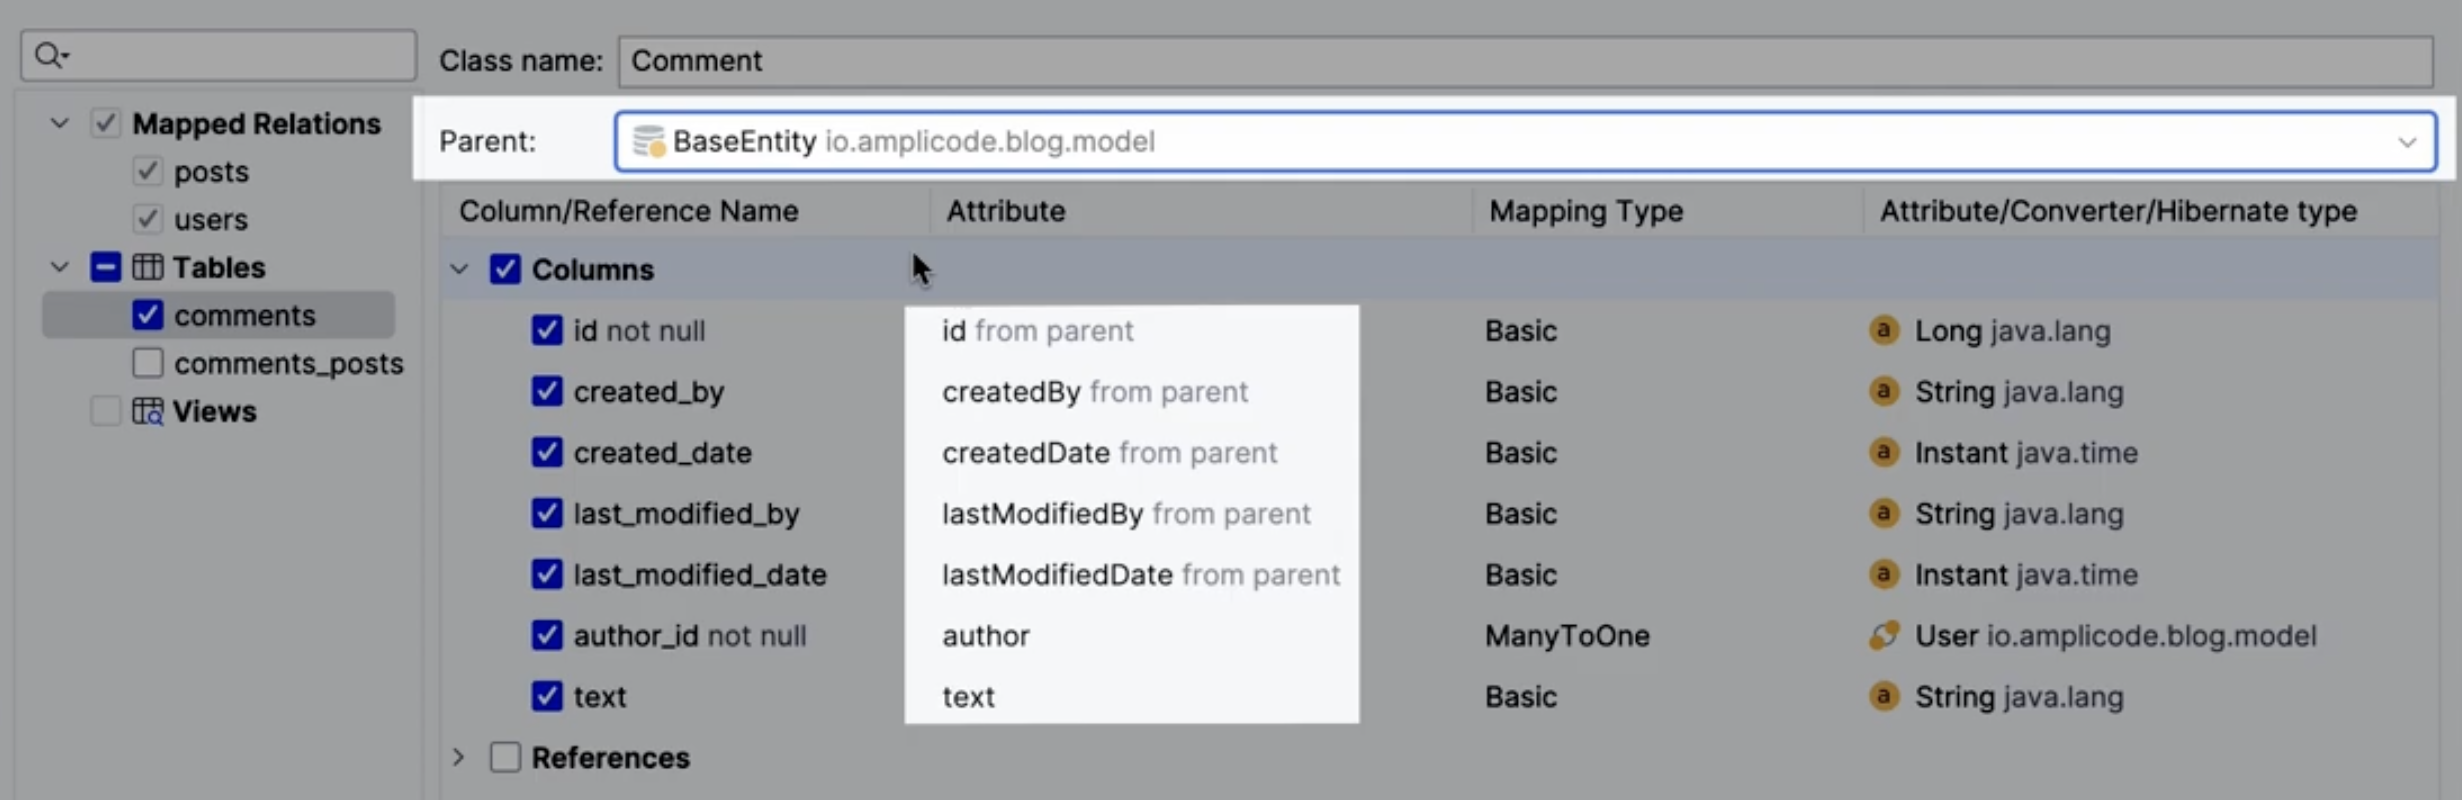 Class name: Comment
Parent: BaseEntity io.amplicode.blog.model
Mapped Relations
posts
users
Tables
comments
comments_posts
Views
Column/Reference Name Attribute Mapping Type Attribute/Converter/Hibernate type
Columns
id not null id from parent Basic a Long java.lang
created_by createdBy from parent Basic a String java.lang
created_date createdDate from parent Basic a Instant java.time
last_modified_by lastModifiedBy from parent Basic a String java.lang
last_modified_date lastModifiedDate from parent Basic a Instant java.time
author_id not null author ManyToOne User io.amplicode.blog.model
text text Basic a String java.lang
References